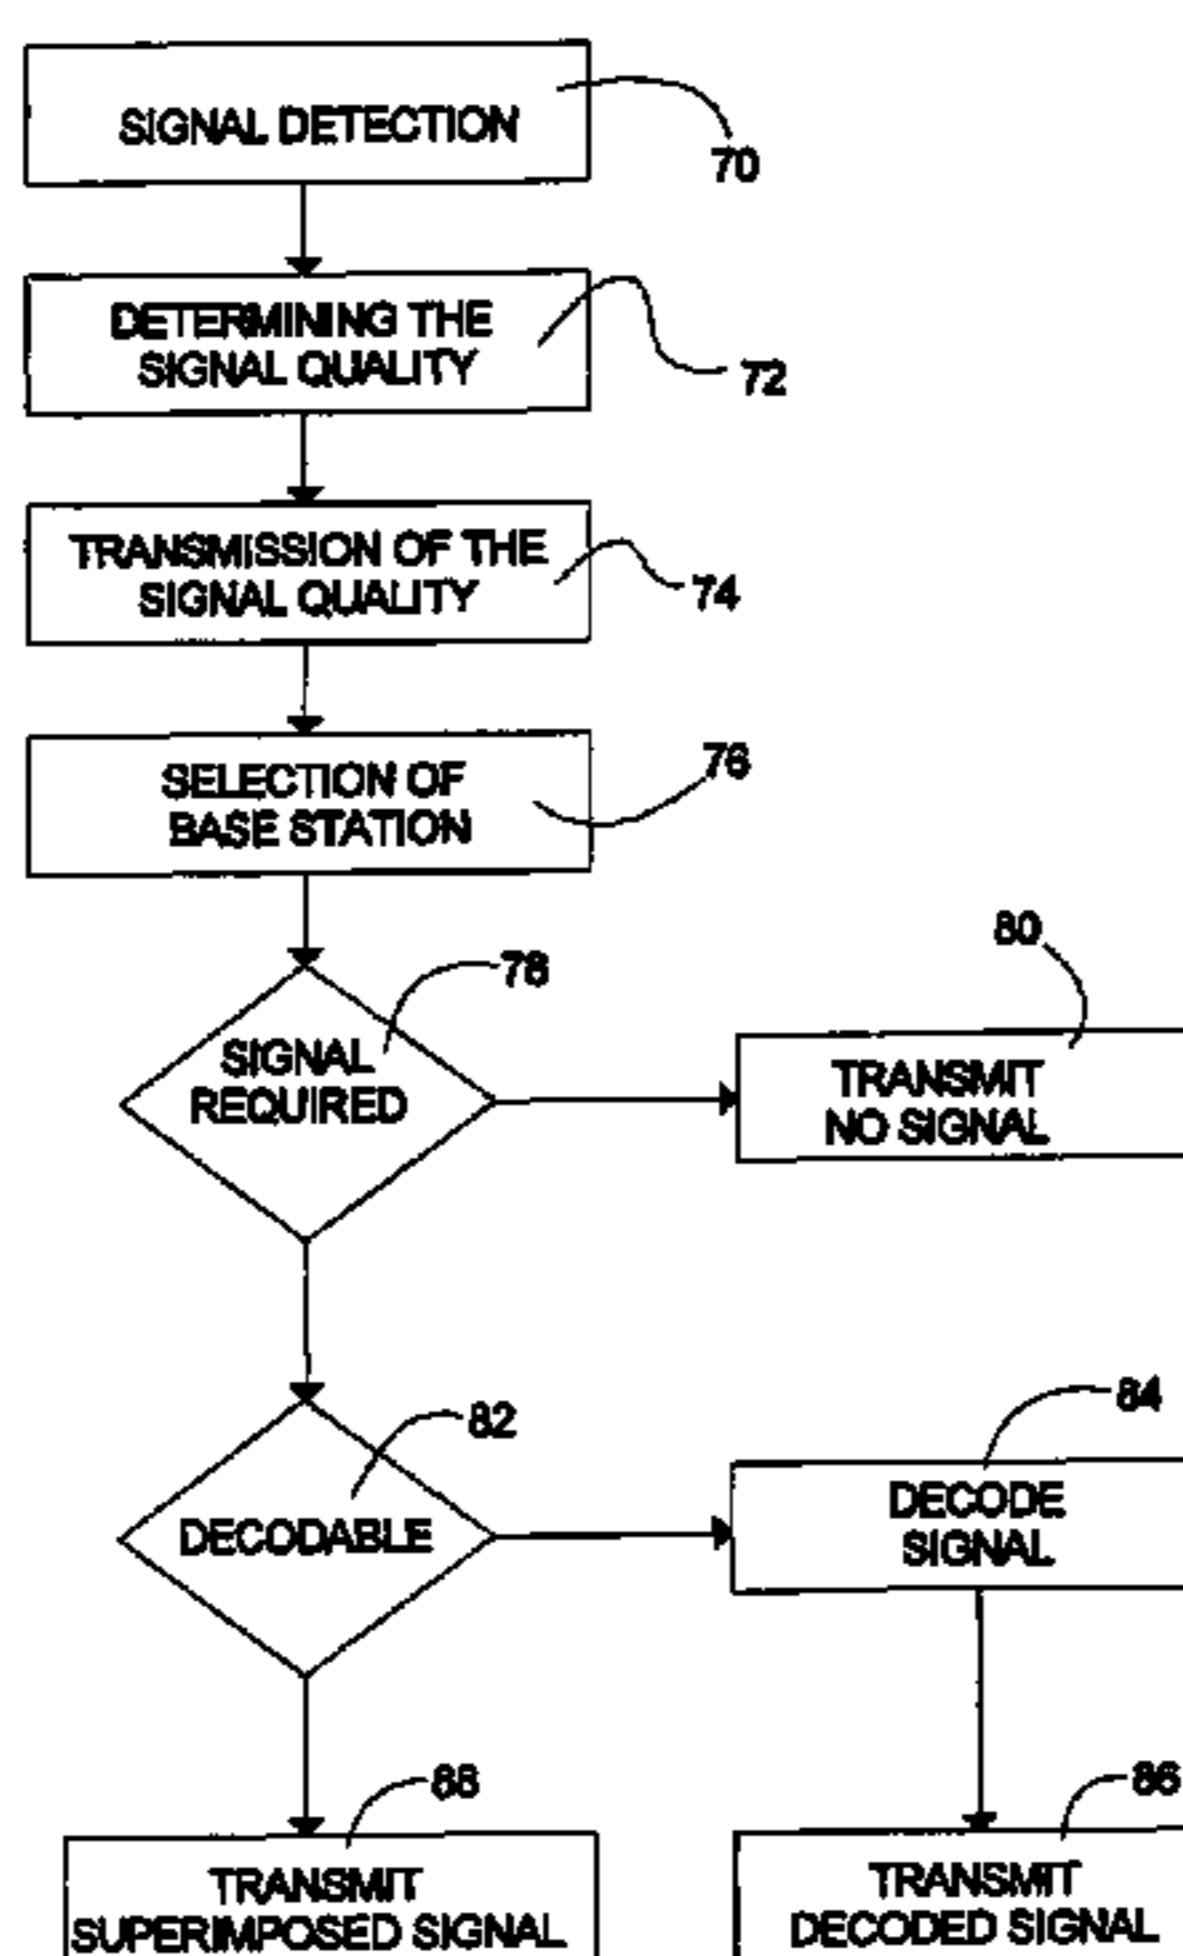 SIGNAL DETECTION
70
DETERMINING THE
SIGNAL QUALITY
72
TRANSMISSION OF THE
SIGNAL QUALITY
74
SELECTION OF
BASE STATION
76
78
SIGNAL
REQUIRED
80
TRANSMIT
NO SIGNAL
82
DECODABLE
84
DECODE
SIGNAL
88
TRANSMIT
SUPERIMPOSED SIGNAL
86
TRANSMIT
DECODED SIGNAL